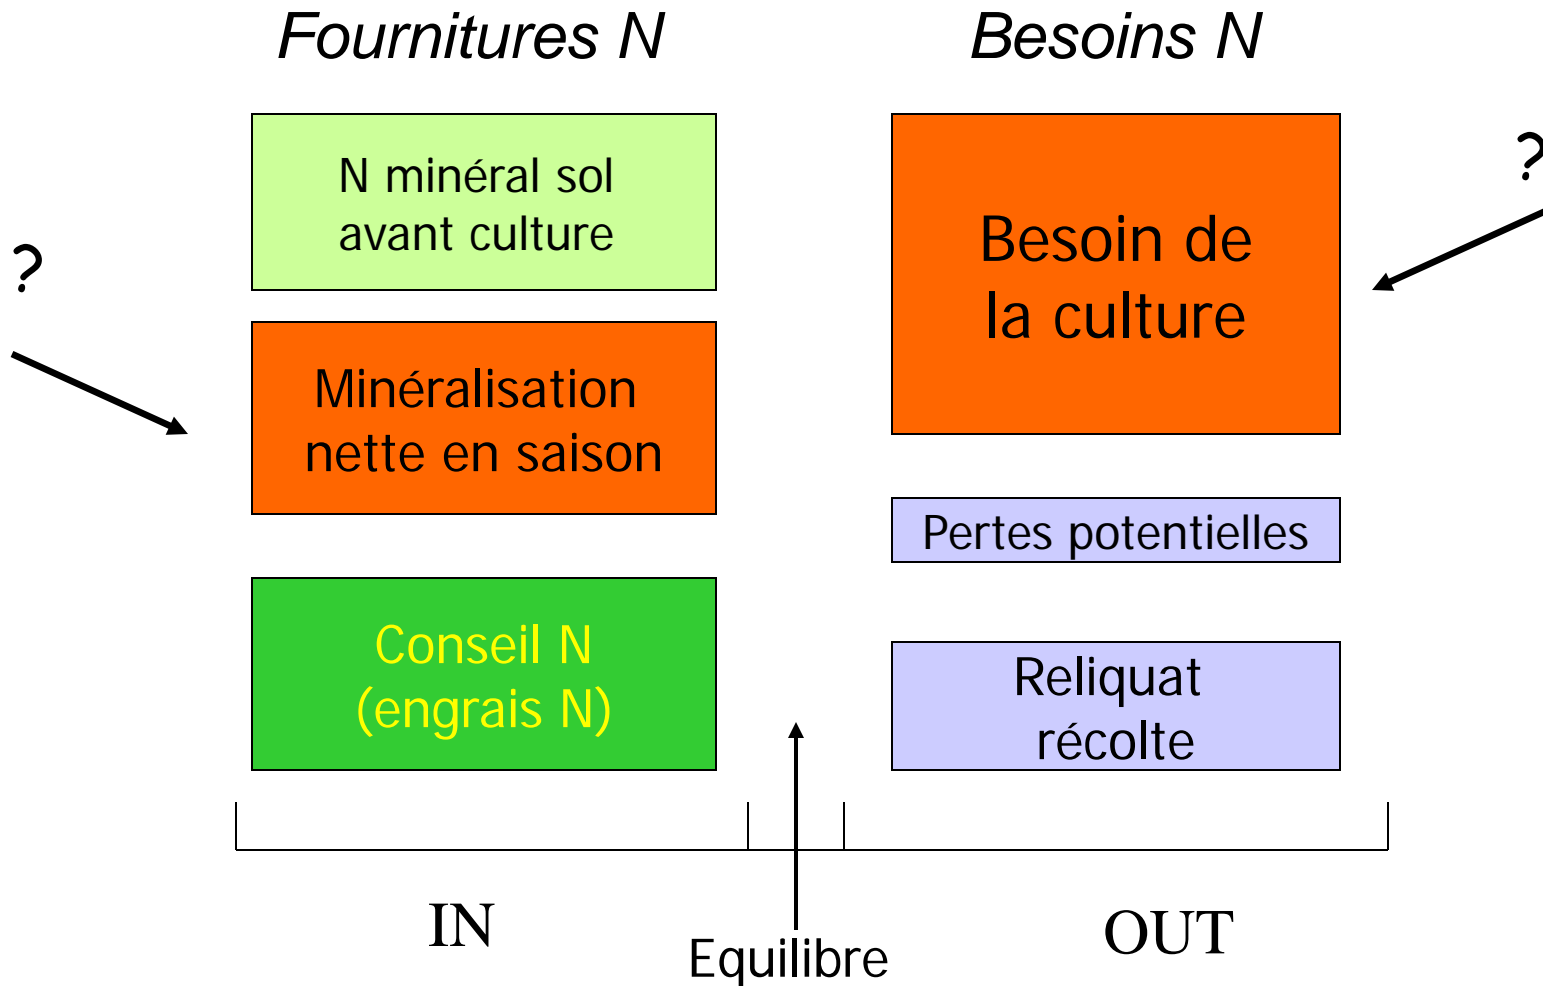 Fournitures N
Besoins N
N minéral sol
avant culture
?
Minéralisation
nette en saison
Conseil N
(engrais N)
?
Besoin de
la culture
Pertes potentielles
Reliquat
récolte
IN
Equilibre
OUT